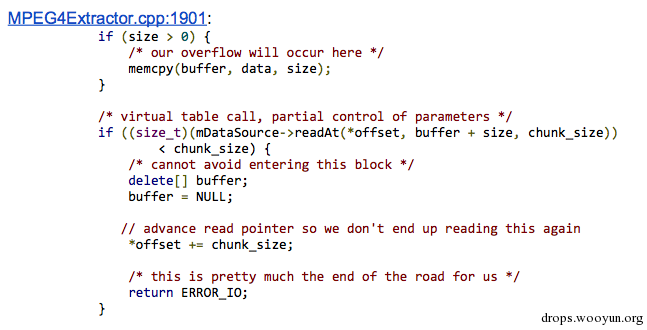 MPEG4Extractor.cpp:1901:
if (size > 0) {
/* our overflow will occur here */
memcpy(buffer, data, size);
}
/* virtual table call, partial control of parameters */
if ((size_t)(mDataSource->readAt(*offset, buffer + size, chunk_size))
< chunk_size) {
/* cannot avoid entering this block */
delete[] buffer;
buffer = NULL;
// advance read pointer so we don't end up reading this again
*offset += chunk_size;
/* this is pretty much the end of the road for us */
return ERROR_IO;
}
drops.wooyun.org